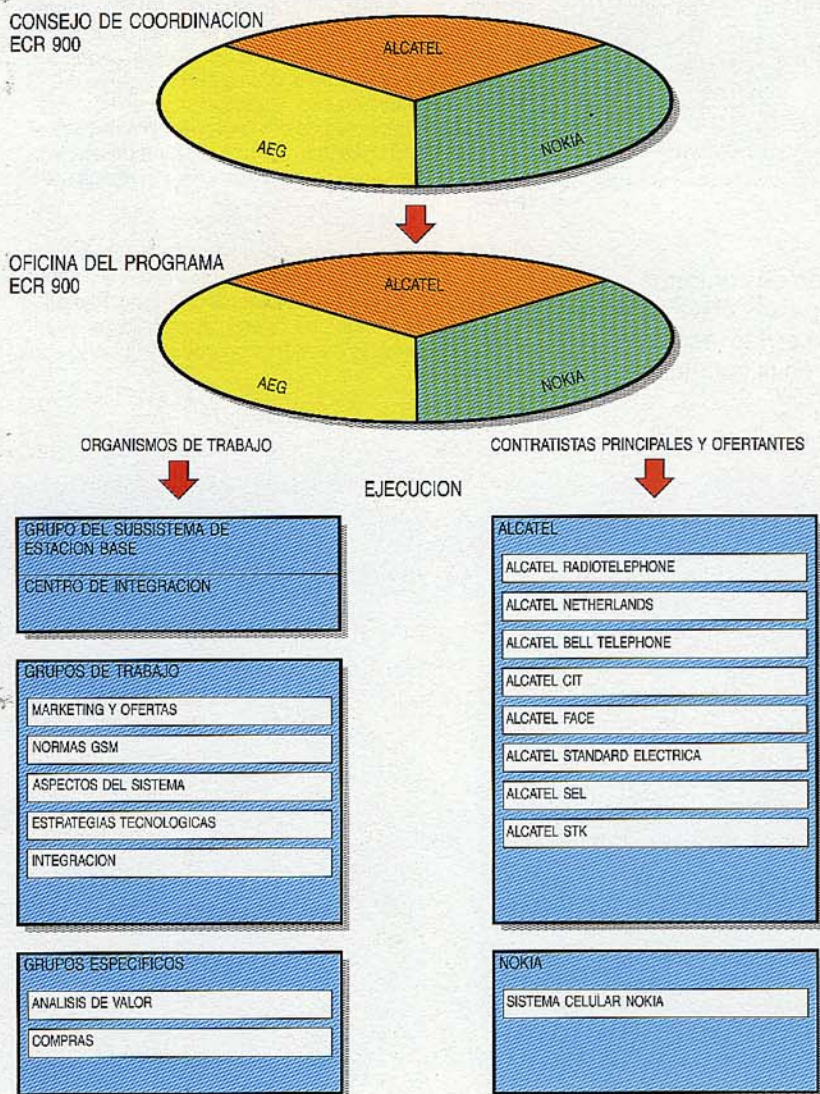 CONSEJO DE COORDINACION
ECR 900
ALCATEL
AEG
NOKIA
OFICINA DEL PROGRAMA
ECR 900
ALCATEL
AEG
NOKIA
ORGANISMOS DE TRABAJO
CONTRATISTAS PRINCIPALES Y OFERTANTES
EJECUCION
GRUPO DEL SUBSISTEMA DE
ESTACION BASE
CENTRO DE INTEGRACION
GRUPOS DE TRABAJO
MARKETING Y OFERTAS
NORMAS GSM
ASPECTOS DEL SISTEMA
ESTRATEGIAS TECNOLOGICAS
INTEGRACION
GRUPOS ESPECIFICOS
ANALISIS DE VALOR
COMPRAS
ALCATEL
ALCATEL RADIOTELEPHONE
ALCATEL NETHERLANDS
ALCATEL BELL TELEPHONE
ALCATEL CIT
ALCATEL FACE
ALCATEL STANDARD ELECTRICA
ALCATEL SEL
ALCATEL STK
NOKIA
SISTEMA CELULAR NOKIA